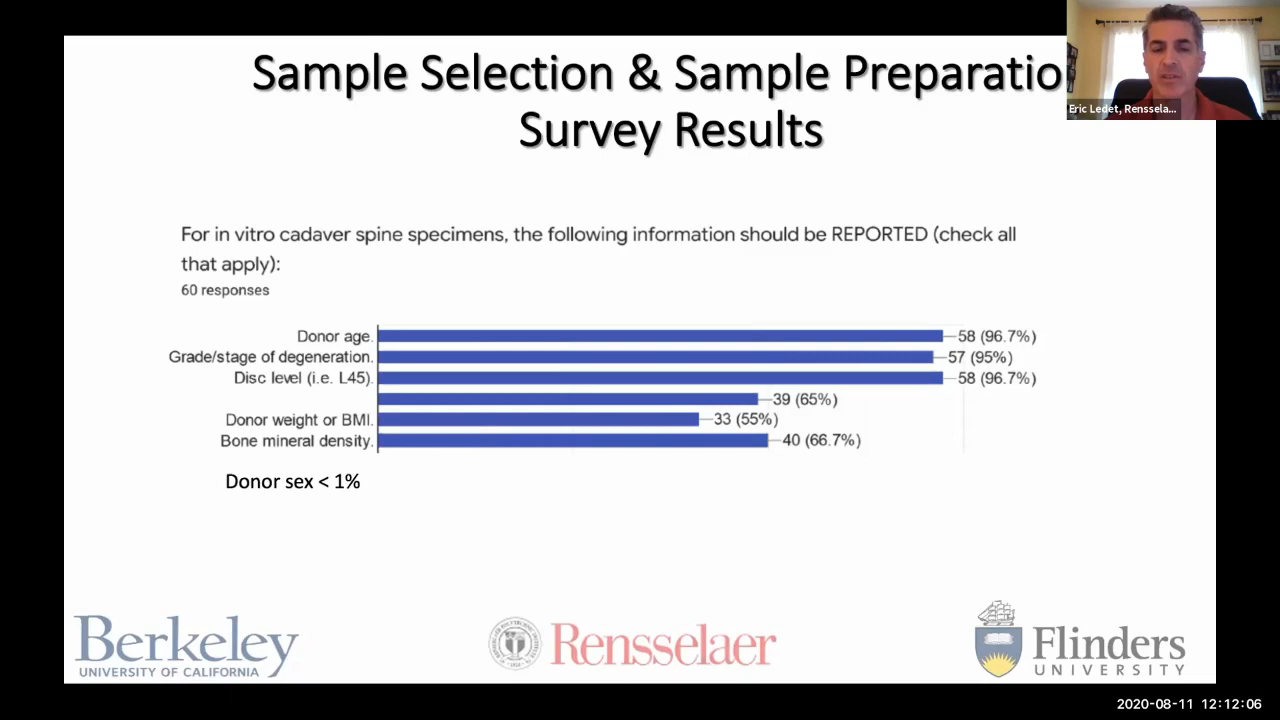 Sample Selection & Sample Preparatio
Survey Results
Eric Ledet, Renssela...
For in vitro cadaver spine specimens, the following information should be REPORTED (check all
that apply):
60 responses
Donor age. 58 (96.7%)
Grade/stage of degeneration. 57 (95%)
Disc level (i.e. L45). 58 (96.7%)
39 (65%)
Donor weight or BMI. 33 (55%)
Bone mineral density. 40 (66.7%)
Donor sex < 1%
Berkeley
UNIVERSITY OF CALIFORNIA
Rensselaer
Flinders
UNIVERSITY
2020-08-11 12:12:06